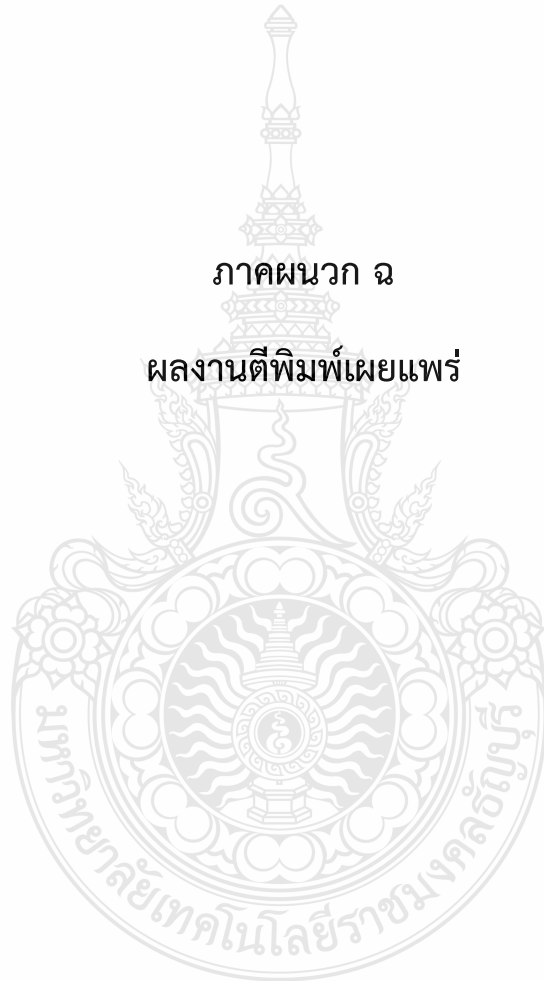 ภาคผนวก ฉ
ผลงานตีพิมพ์เผยแพร่
มหาวิทยาลัยเทคโนโลยีราชมงคลธัญบุรี